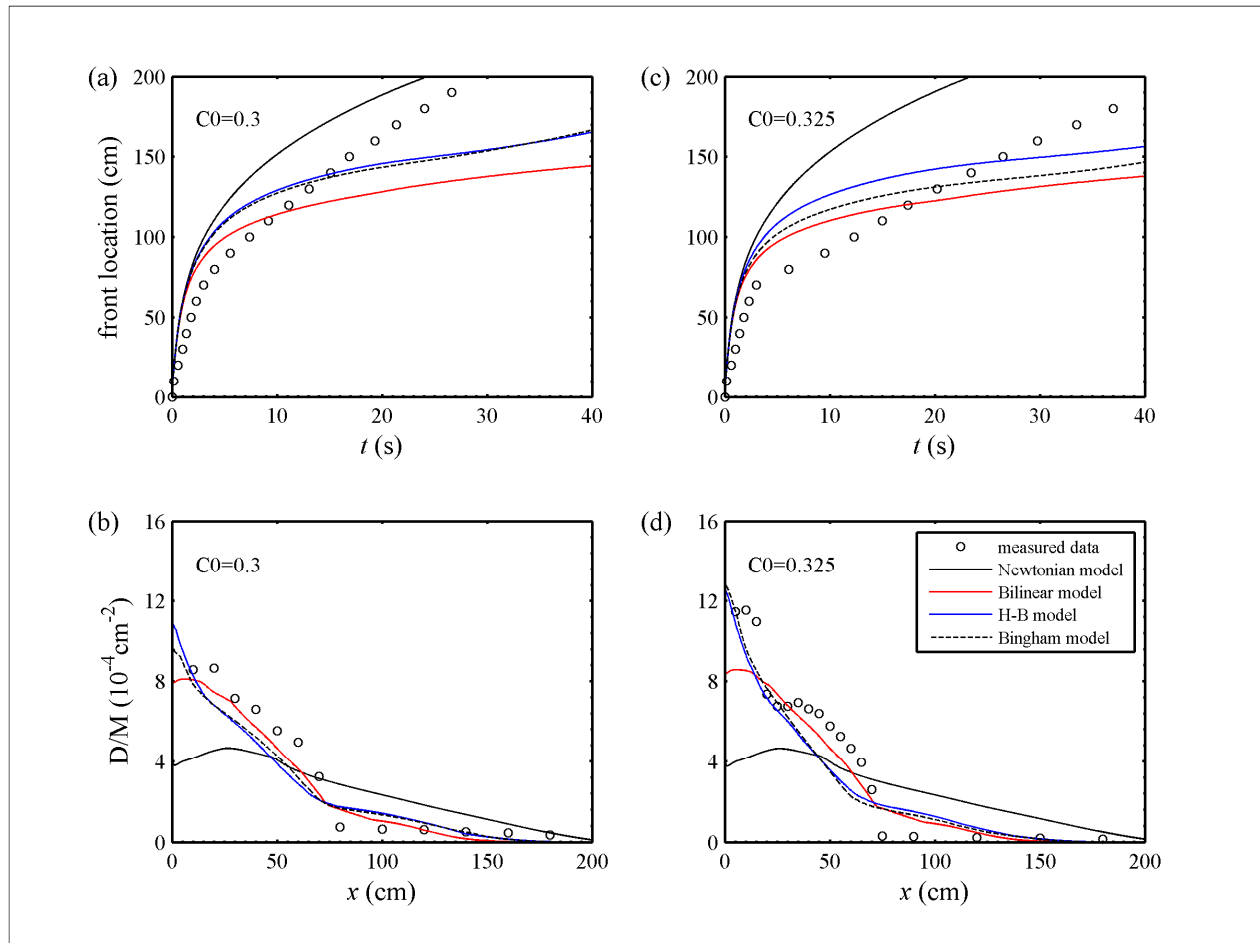 (a)
C0=0.3
front location (cm)
200
150
100
50
0
0 10 20 30 40
t (s)
(c)
C0=0.325
200
150
100
50
0
0 10 20 30 40
t (s)
(b)
C0=0.3
D/M (10⁻⁴cm⁻²)
16
12
8
4
0
0 50 100 150 200
x (cm)
(d)
C0=0.325
measured data
Newtonian model
Bilinear model
H-B model
Bingham model
16
12
8
4
0
0 50 100 150 200
x (cm)